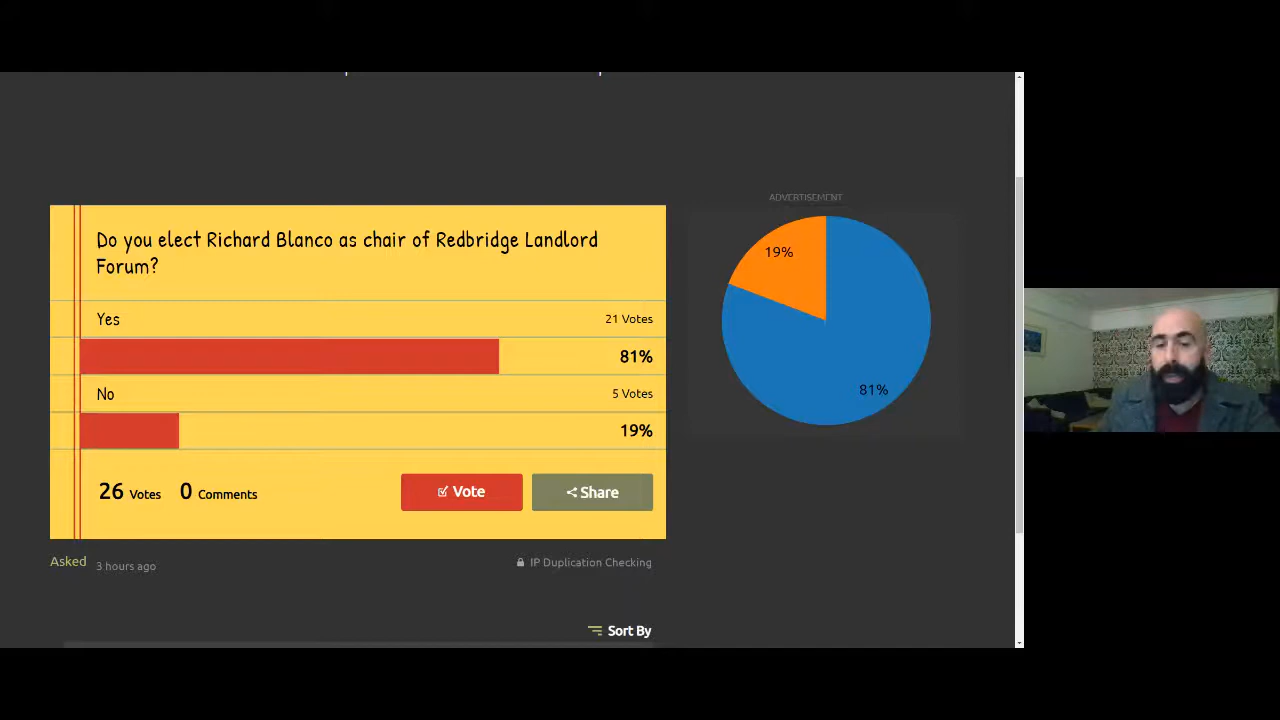 ADVERTISEMENT
Do you elect Richard Blanco as chair of Redbridge Landlord
Forum?
Yes
21 Votes
81%
No
5 Votes
19%
26 Votes 0 Comments
Vote
Share
19%
81%
Asked 3 hours ago
IP Duplication Checking
Sort By